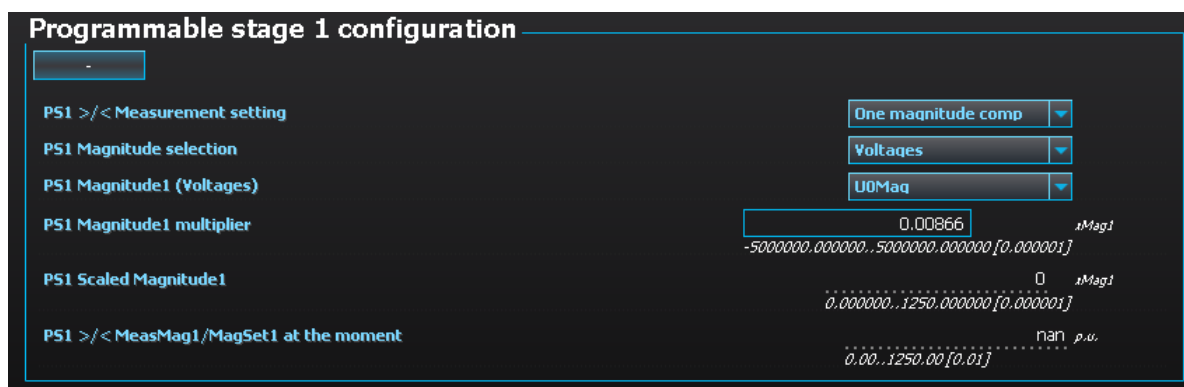 Programmable stage 1 configuration
-
PS1 >/< Measurement setting One magnitude comp
PS1 Magnitude selection Voltages
PS1 Magnitude1 (Voltages) U0Mag
PS1 Magnitude1 multiplier 0.00866 xMag1
-5000000.000000..5000000.000000 [0.000001]
PS1 Scaled Magnitude1 0 xMag1
0.000000..1250.000000 [0.000001]
PS1 >/< MeasMag1/MagSet1 at the moment nan p.u.
0.00..1250.00 [0.01]